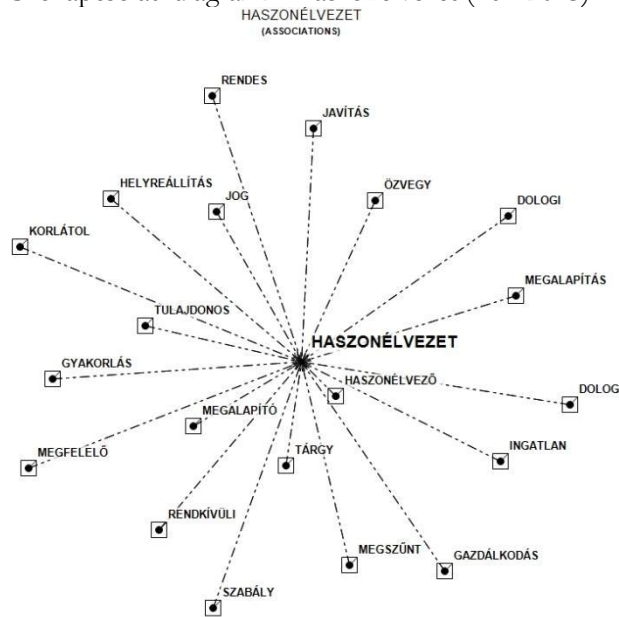 HASZONÉLVEZET
(ASSOCIATIONS)
RENDES
JAVÍTÁS
HELYREÁLLÍTÁS
JOG
ÖZVEGY
DOLOGI
KORLÁTOL
MEGALAPÍTÁS
TULAJDONOS
HASZONÉLVEZET
GYAKORLÁS
HASZONÉLVEZŐ
DOLOG
MEGALAPÍTÓ
MEGFELELŐ
TÁRGY
INGATLAN
RENDKÍVÜLI
MEGSZŰNT
GAZDÁLKODÁS
SZABÁLY